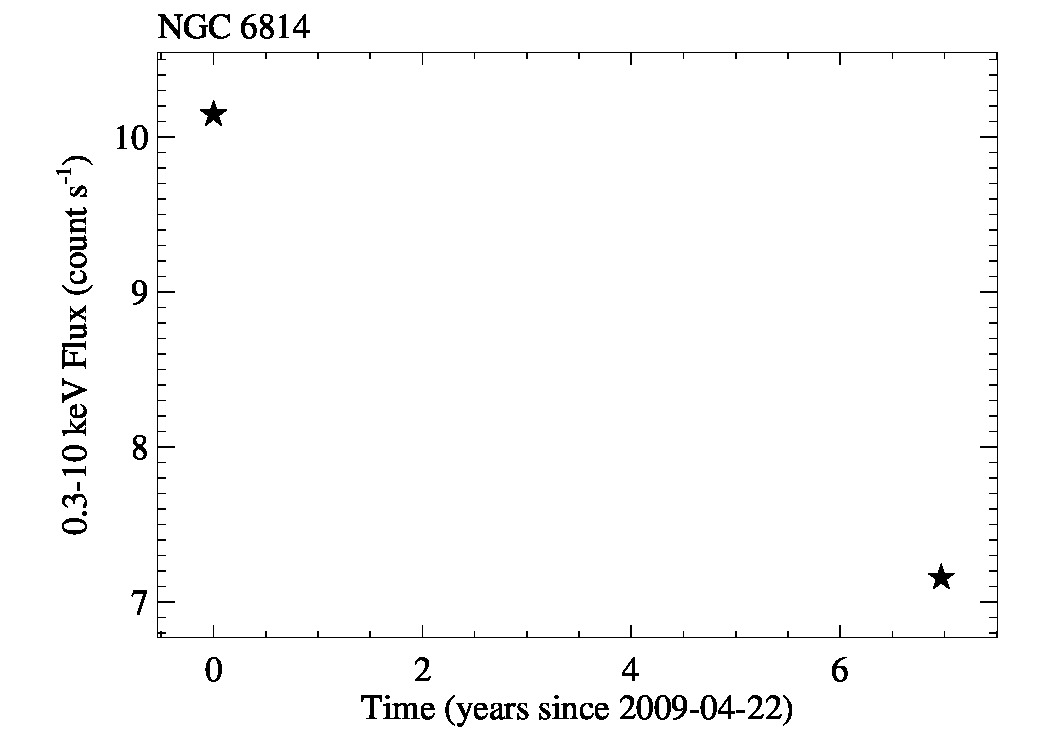 NGC 6814
10
9
8
7
0.3-10 keV Flux (count s⁻¹)
0 2 4 6
Time (years since 2009-04-22)